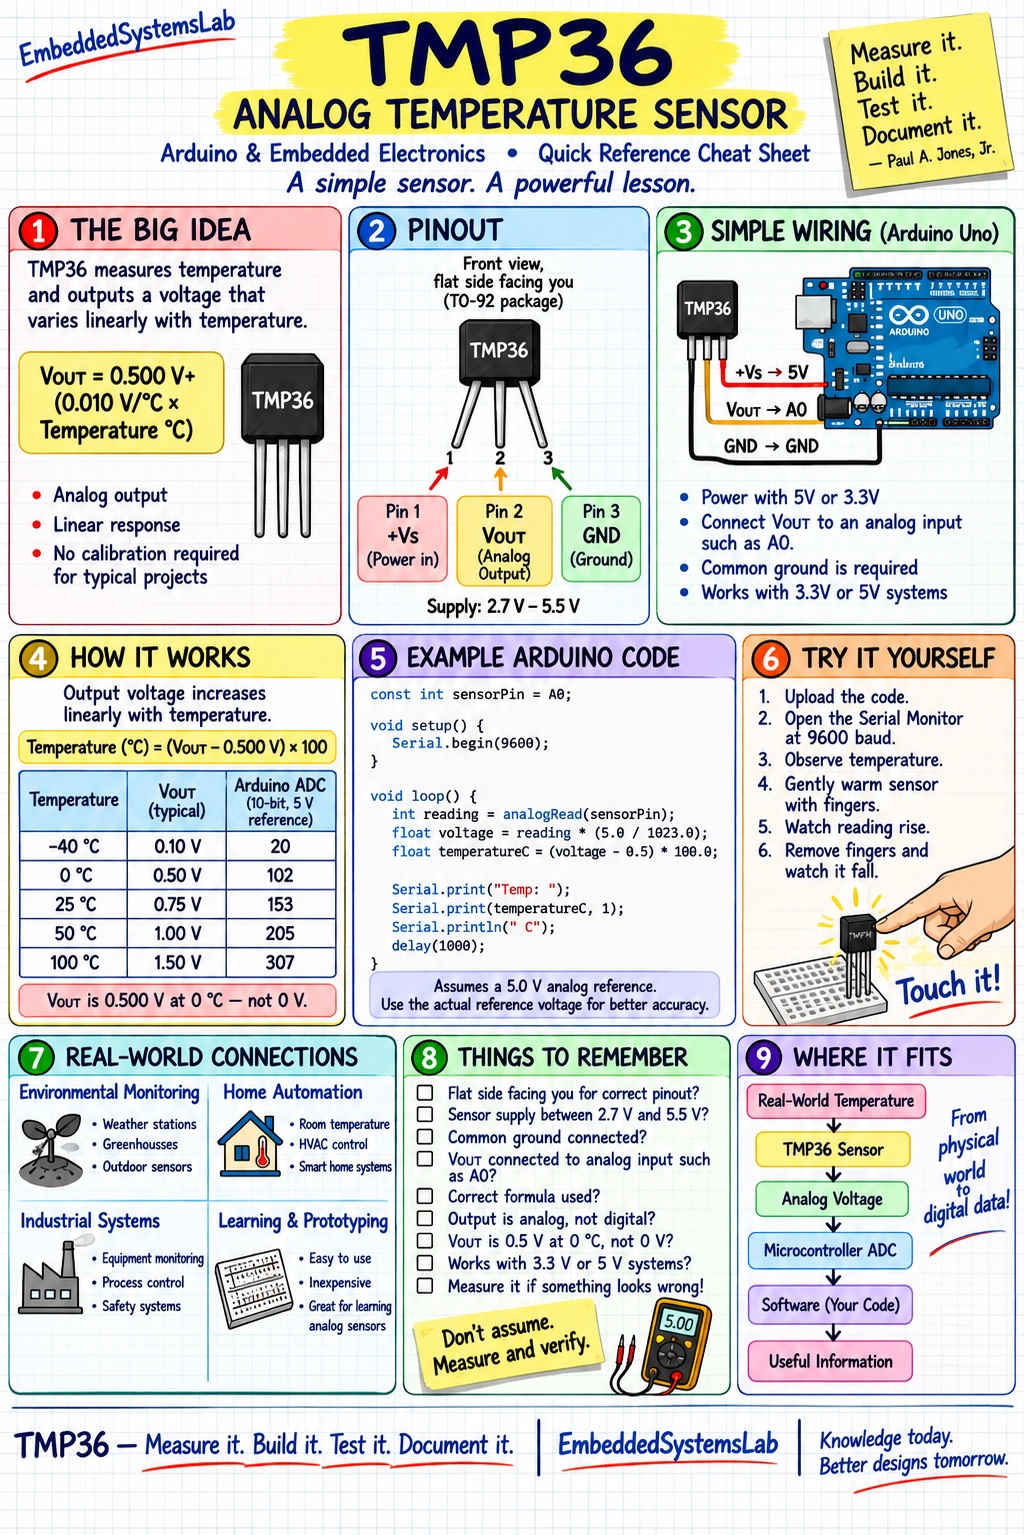 EmbeddedSystemsLab
TMP36
ANALOG TEMPERATURE SENSOR
Arduino & Embedded Electronics • Quick Reference Cheat Sheet
A simple sensor. A powerful lesson.
Measure it.
Build it.
Test it.
Document it.
— Paul A. Jones, Jr.
1 THE BIG IDEA
TMP36 measures temperature
and outputs a voltage that
varies linearly with temperature.
VOUT = 0.500 V+
(0.010 V/°C ×
Temperature °C)
TMP36
• Analog output
• Linear response
• No calibration required
for typical projects
2 PINOUT
Front view,
flat side facing you
(TO-92 package)
TMP36
1 2 3
Pin 1
+Vs
(Power in)
Pin 2
VOUT
(Analog
Output)
Pin 3
GND
(Ground)
Supply: 2.7 V – 5.5 V
3 SIMPLE WIRING (Arduino Uno)
TMP36
UNO
ARDUINO
+Vs → 5V
VOUT → A0
GND → GND
• Power with 5V or 3.3V
• Connect VOUT to an analog input
such as A0.
• Common ground is required
• Works with 3.3V or 5V systems
4 HOW IT WORKS
Output voltage increases
linearly with temperature.
Temperature (°C) = (VOUT – 0.500 V) × 100
Temperature VOUT (typical) Arduino ADC (10-bit, 5 V reference)
–40 °C 0.10 V 20
0 °C 0.50 V 102
25 °C 0.75 V 153
50 °C 1.00 V 205
100 °C 1.50 V 307
VOUT is 0.500 V at 0 °C — not 0 V.
5 EXAMPLE ARDUINO CODE
const int sensorPin = A0;
void setup() {
Serial.begin(9600);
}
void loop() {
int reading = analogRead(sensorPin);
float voltage = reading * (5.0 / 1023.0);
float temperatureC = (voltage - 0.5) * 100.0;
Serial.print("Temp: ");
Serial.print(temperatureC, 1);
Serial.println(" C");
delay(1000);
}
Assumes a 5.0 V analog reference.
Use the actual reference voltage for better accuracy.
6 TRY IT YOURSELF
1. Upload the code.
2. Open the Serial Monitor
at 9600 baud.
3. Observe temperature.
4. Gently warm sensor
with fingers.
5. Watch reading rise.
6. Remove fingers and
watch it fall.
Touch it!
7 REAL-WORLD CONNECTIONS
Environmental Monitoring
• Weather stations
• Greenhousses
• Outdoor sensors
Home Automation
• Room temperature
• HVAC control
• Smart home systems
Industrial Systems
• Equipment monitoring
• Process control
• Safety systems
Learning & Prototyping
• Easy to use
• Inexpensive
• Great for learning
analog sensors
8 THINGS TO REMEMBER
Flat side facing you for correct pinout?
Sensor supply between 2.7 V and 5.5 V?
Common ground connected?
VOUT connected to analog input such
as A0?
Correct formula used?
Output is analog, not digital?
VOUT is 0.5 V at 0 °C, not 0 V?
Works with 3.3 V or 5 V systems?
Measure it if something looks wrong!
Don't assume.
Measure and verify.
5.00
9 WHERE IT FITS
Real-World Temperature
TMP36 Sensor
Analog Voltage
Microcontroller ADC
Software (Your Code)
Useful Information
From
physical
world
to
digital data!
TMP36 — Measure it. Build it. Test it. Document it.
EmbeddedSystemsLab
Knowledge today.
Better designs tomorrow.